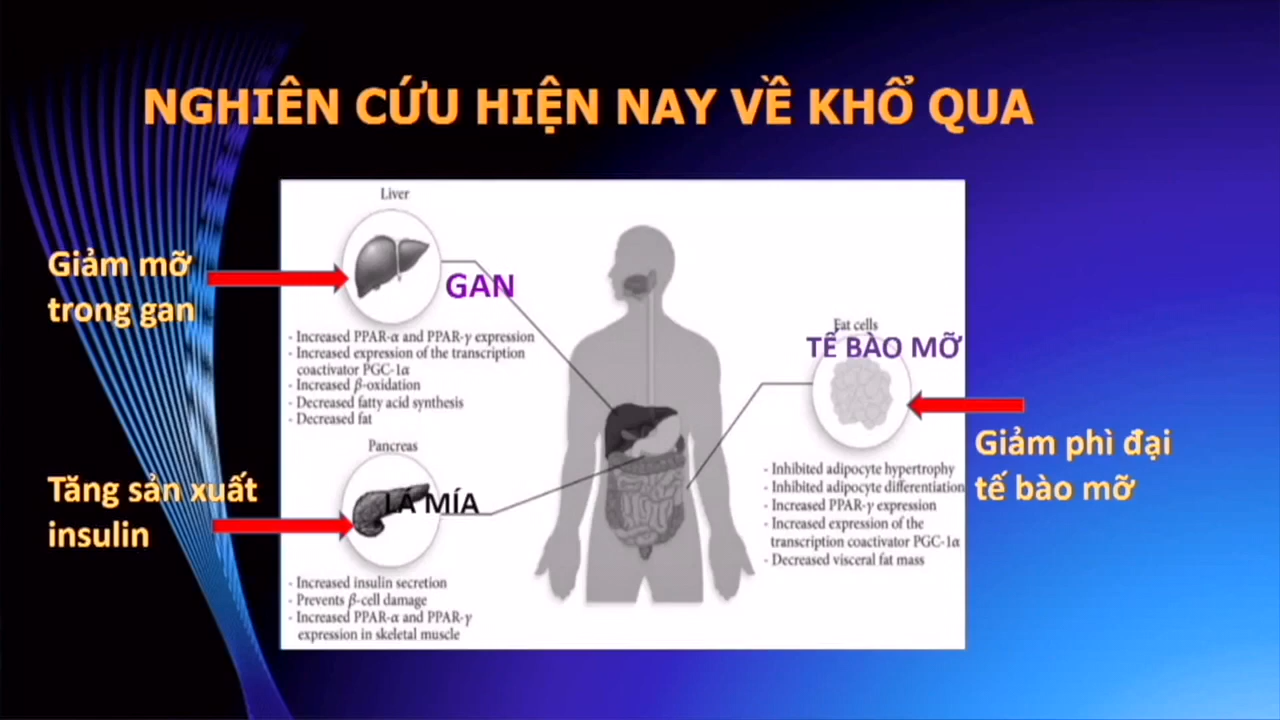 NGHIÊN CỨU HIỆN NAY VỀ KHỔ QUA
Liver
Giảm mỡ
trong gan
GAN
- Increased PPAR-α and PPAR-γ expression
- Increased expression of the transcription
coactivator PGC-1α
- Increased β-oxidation
- Decreased fatty acid synthesis
- Decreased fat
Pancreas
Tăng sản xuất
insulin
LÁ MÍA
- Increased insulin secretion
- Prevents β-cell damage
- Increased PPAR-α and PPAR-γ
expression in skeletal muscle
Fat cells
TẾ BÀO MỠ
Giảm phì đại
tế bào mỡ
- Inhibited adipocyte hypertrophy
- Inhibited adipocyte differentiation
- Increased PPAR-γ expression
- Increased expression of the
transcription coactivator PGC-1α
- Decreased visceral fat mass